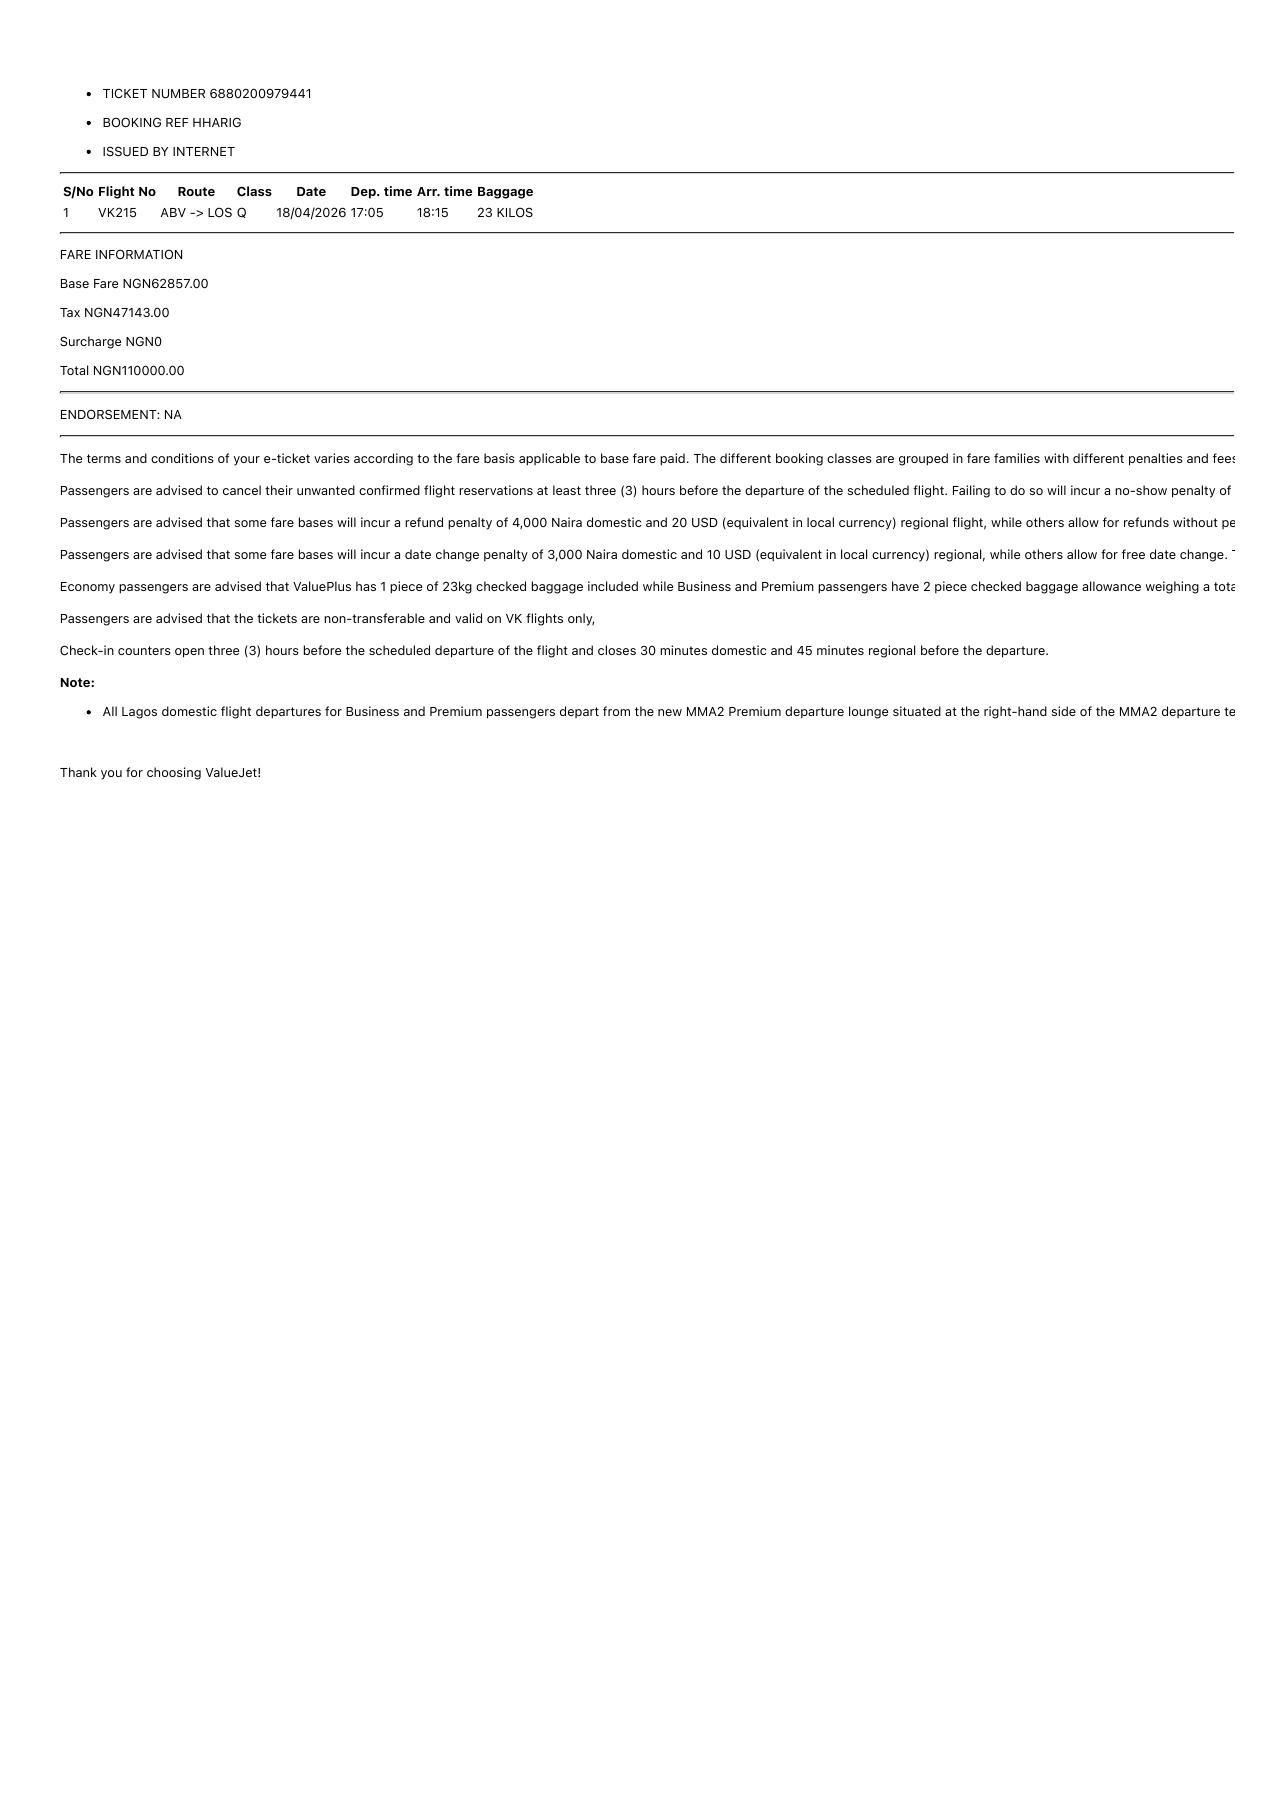 • TICKET NUMBER 6880200979441
• BOOKING REF HHARIG
• ISSUED BY INTERNET
S/No Flight No Route Class Date Dep. time Arr. time Baggage
1 VK215 ABV -> LOS Q 18/04/2026 17:05 18:15 23 KILOS
FARE INFORMATION
Base Fare NGN62857.00
Tax NGN47143.00
Surcharge NGN0
Total NGN110000.00
ENDORSEMENT: NA
The terms and conditions of your e-ticket varies according to the fare basis applicable to base fare paid. The different booking classes are grouped in fare families with different penalties and fees
Passengers are advised to cancel their unwanted confirmed flight reservations at least three (3) hours before the departure of the scheduled flight. Failing to do so will incur a no-show penalty of
Passengers are advised that some fare bases will incur a refund penalty of 4,000 Naira domestic and 20 USD (equivalent in local currency) regional flight, while others allow for refunds without
Passengers are advised that some fare bases will incur a date change penalty of 3,000 Naira domestic and 10 USD (equivalent in local currency) regional, while others allow for free date change.
Economy passengers are advised that ValuePlus has 1 piece of 23kg checked baggage included while Business and Premium passengers have 2 piece checked baggage allowance weighing a
Passengers are advised that the tickets are non-transferable and valid on VK flights only,
Check-in counters open three (3) hours before the scheduled departure of the flight and closes 30 minutes domestic and 45 minutes regional before the departure.
Note:
• All Lagos domestic flight departures for Business and Premium passengers depart from the new MMA2 Premium departure lounge situated at the right-hand side of the MMA2 departure
Thank you for choosing ValueJet!